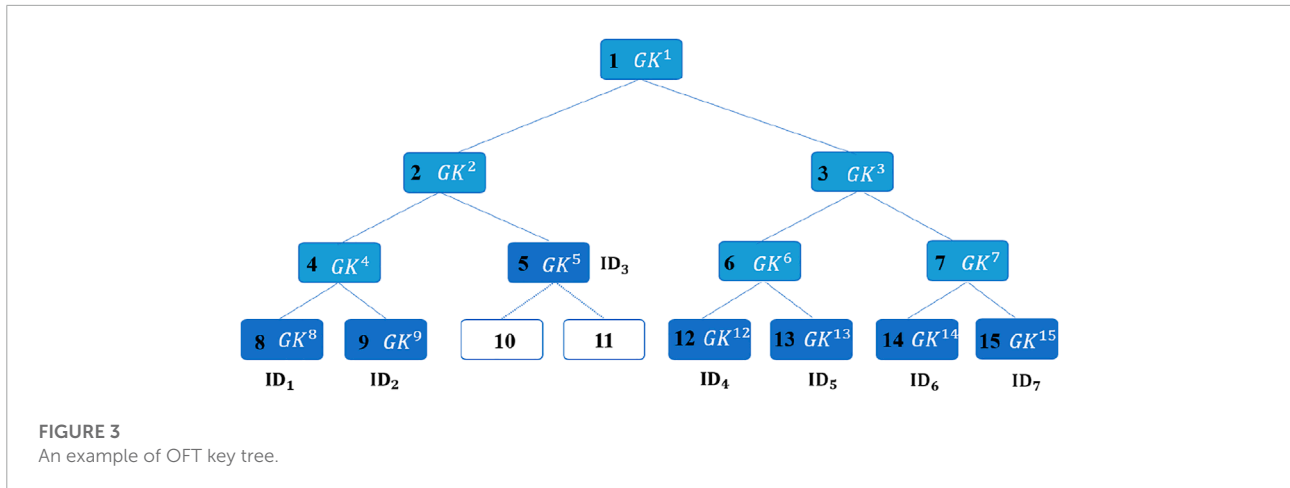 1 GK¹
2 GK²
3 GK³
4 GK⁴
5 GK⁵ ID₃
6 GK⁶
7 GK⁷
8 GK⁸
9 GK⁹
10
11
12 GK¹²
13 GK¹³
14 GK¹⁴
15 GK¹⁵
ID₁
ID₂
ID₄
ID₅
ID₆
ID₇
FIGURE 3
An example of OFT key tree.